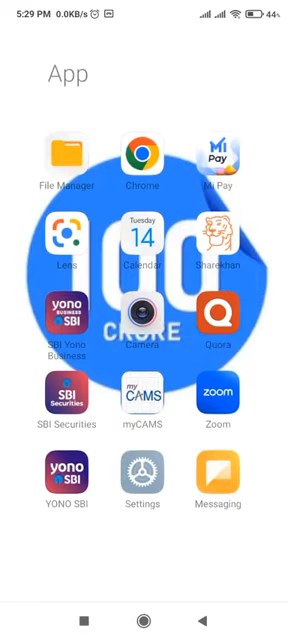 5:29 PM 0.0KB/s 44%
App
Mi
Pay
File Manager Chrome Mi Pay
Tuesday
14
Lens Calendar Sharekhan
100
CRORE
yono
BUSINESS
SBI
SBI Yono
Business
Camera Quora
SBI
Securities
my
CAMS
zoom
SBI Securities myCAMS Zoom
yono
SBI
YONO SBI Settings Messaging